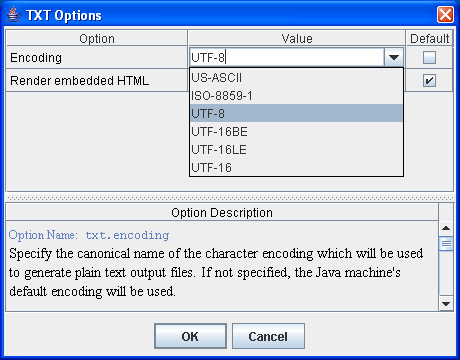 TXT Options
Option Value Default
Encoding UTF-8
Render embedded HTML
US-ASCII
ISO-8859-1
UTF-8
UTF-16BE
UTF-16LE
UTF-16
Option Description
Option Name: txt.encoding
Specify the canonical name of the character encoding which will be used
to generate plain text output files. If not specified, the Java machine's
default encoding will be used.
OK Cancel